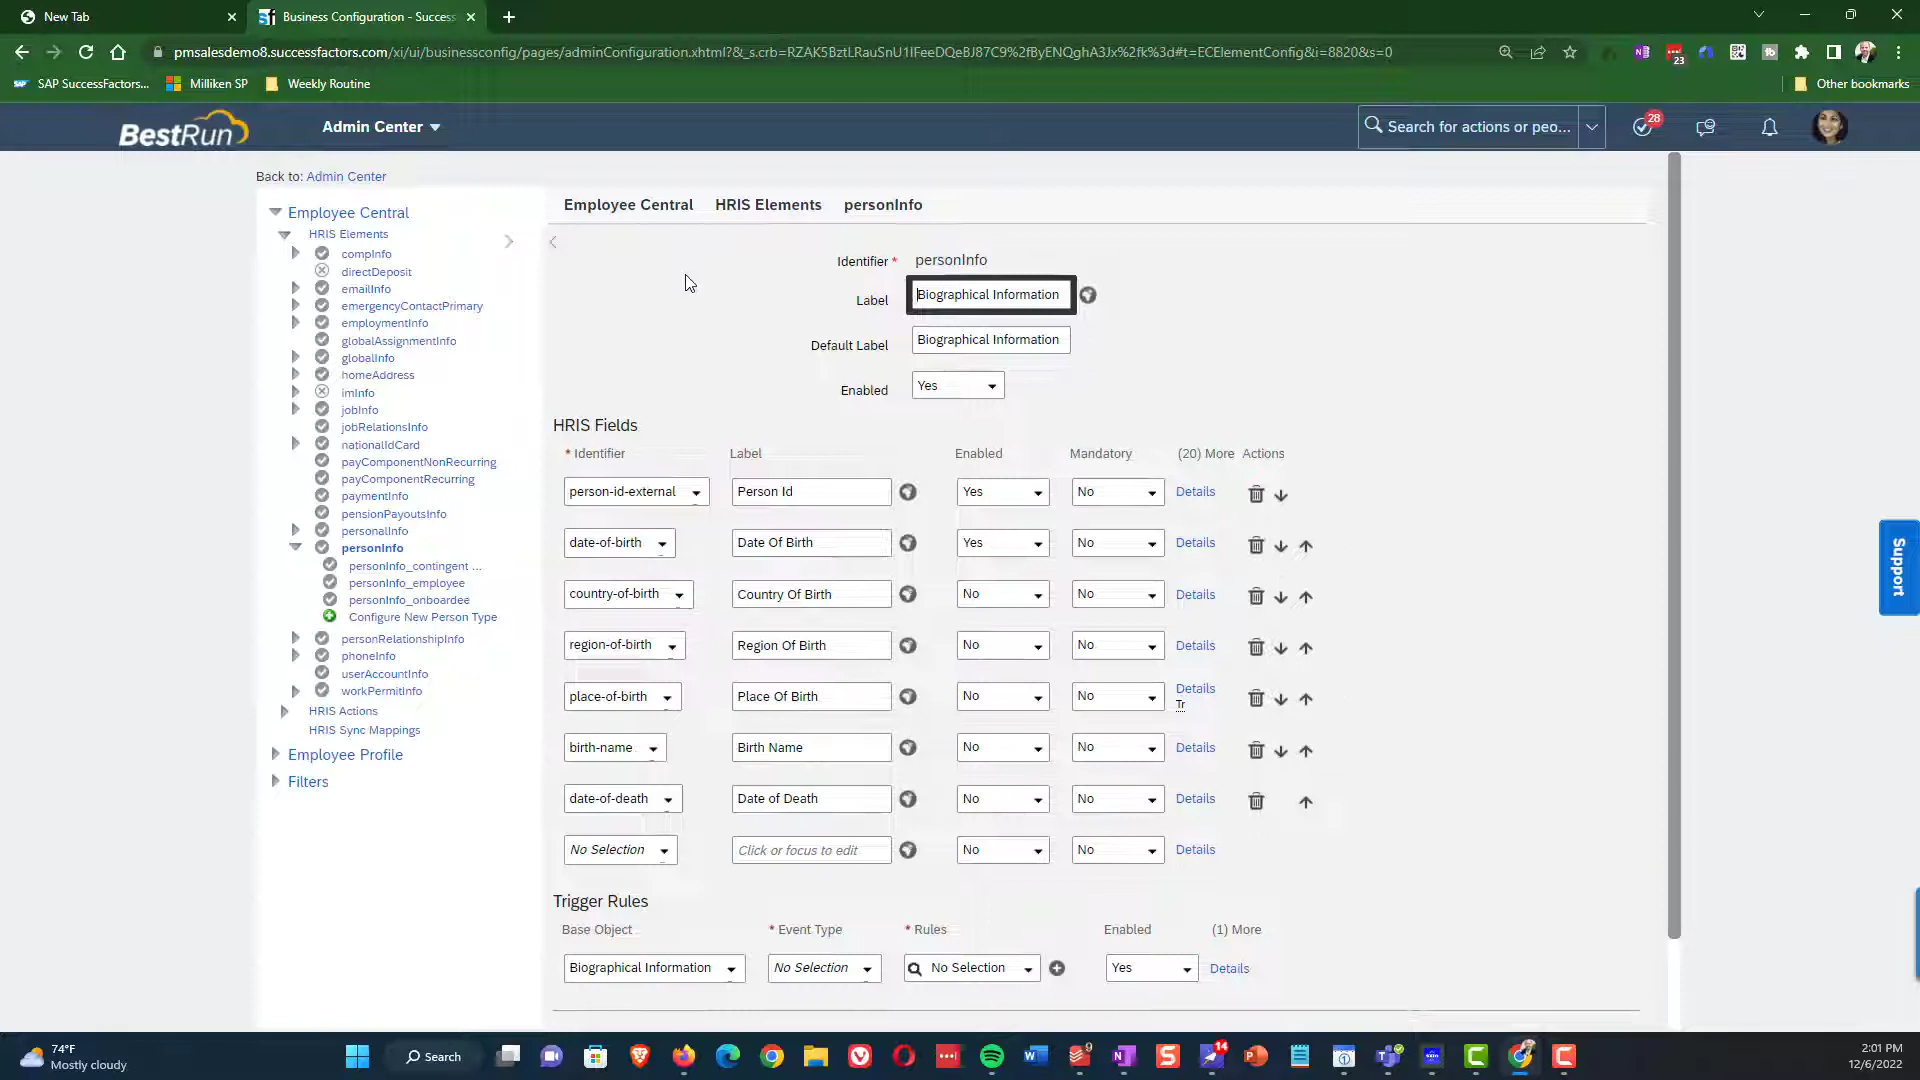 New Tab
Business Configuration - Success
pmsalesdemo8.successfactors.com/xi/ui/businessconfig/pages/adminConfiguration.xhtml?&_s.crb=RZAK5BztLRauSnU1IFeeDQeBJ87C9%2fByENQghA3Jx%2fk%3d#t=ECElementConfig&i=8820&s=0
23
SAP SuccessFactors...
Milliken SP
Weekly Routine
Other bookmarks
BestRun
Admin Center
Search for actions or peo...
28
Back to: Admin Center
Employee Central
HRIS Elements
compInfo
directDeposit
emailInfo
emergencyContactPrimary
employmentInfo
globalAssignmentInfo
globalInfo
homeAddress
imInfo
jobInfo
jobRelationsInfo
nationalIdCard
payComponentNonRecurring
payComponentRecurring
paymentInfo
pensionPayoutsInfo
personalInfo
personInfo
personInfo_contingent ...
personInfo_employee
personInfo_onboardee
Configure New Person Type
personRelationshipInfo
phoneInfo
userAccountInfo
workPermitInfo
HRIS Actions
HRIS Sync Mappings
Employee Profile
Filters
Employee Central HRIS Elements personInfo
Identifier * personInfo
Label Biographical Information
Default Label Biographical Information
Enabled Yes
HRIS Fields
* Identifier Label Enabled Mandatory (20) More Actions
person-id-external Person Id Yes No Details
date-of-birth Date Of Birth Yes No Details
country-of-birth Country Of Birth No No Details
region-of-birth Region Of Birth No No Details
place-of-birth Place Of Birth No No Details
Tr
birth-name Birth Name No No Details
date-of-death Date of Death No No Details
No Selection Click or focus to edit No No Details
Trigger Rules
Base Object * Event Type * Rules Enabled (1) More
Biographical Information No Selection No Selection Yes Details
Support
74°F
Mostly cloudy
Search
9
14
2:01 PM
12/6/2022